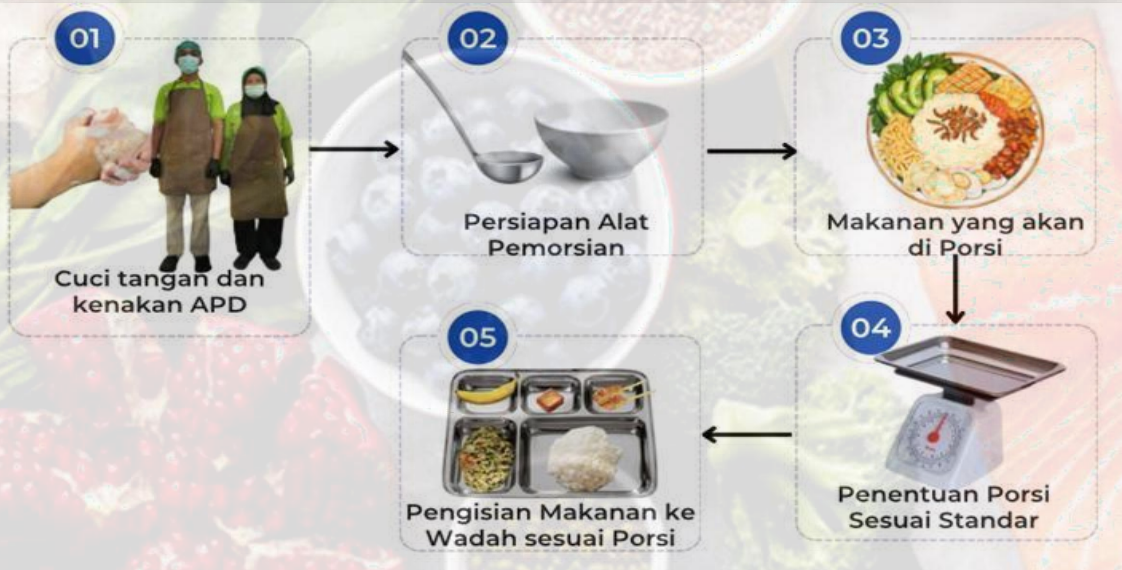 01
Cuci tangan dan
kenakan APD
02
Persiapan Alat
Pemorsian
03
Makanan yang akan
di Porsi
04
Penentuan Porsi
Sesuai Standar
05
Pengisian Makanan ke
Wadah sesuai Porsi